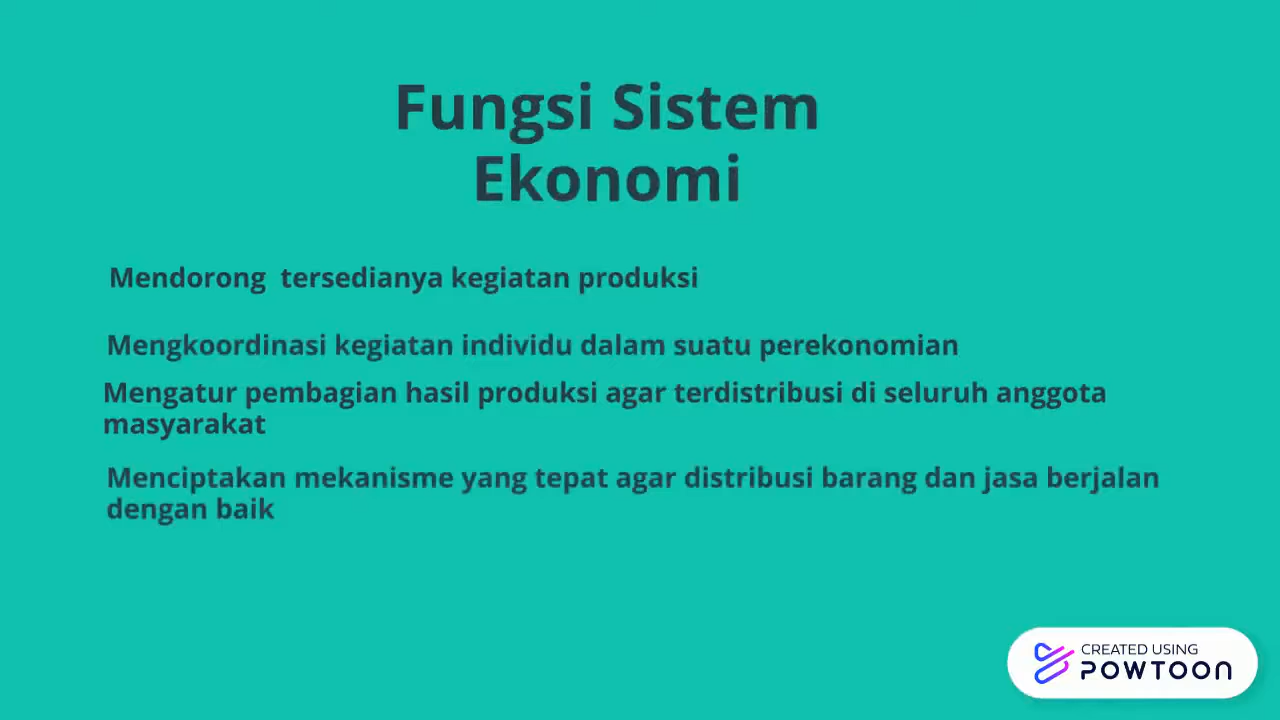 Fungsi Sistem
Ekonomi
Mendorong  tersedianya kegiatan produksi
Mengkoordinasi kegiatan individu dalam suatu perekonomian
Mengatur pembagian hasil produksi agar terdistribusi di seluruh anggota
masyarakat
Menciptakan mekanisme yang tepat agar distribusi barang dan jasa berjalan
dengan baik
CREATED USING
POWTOON